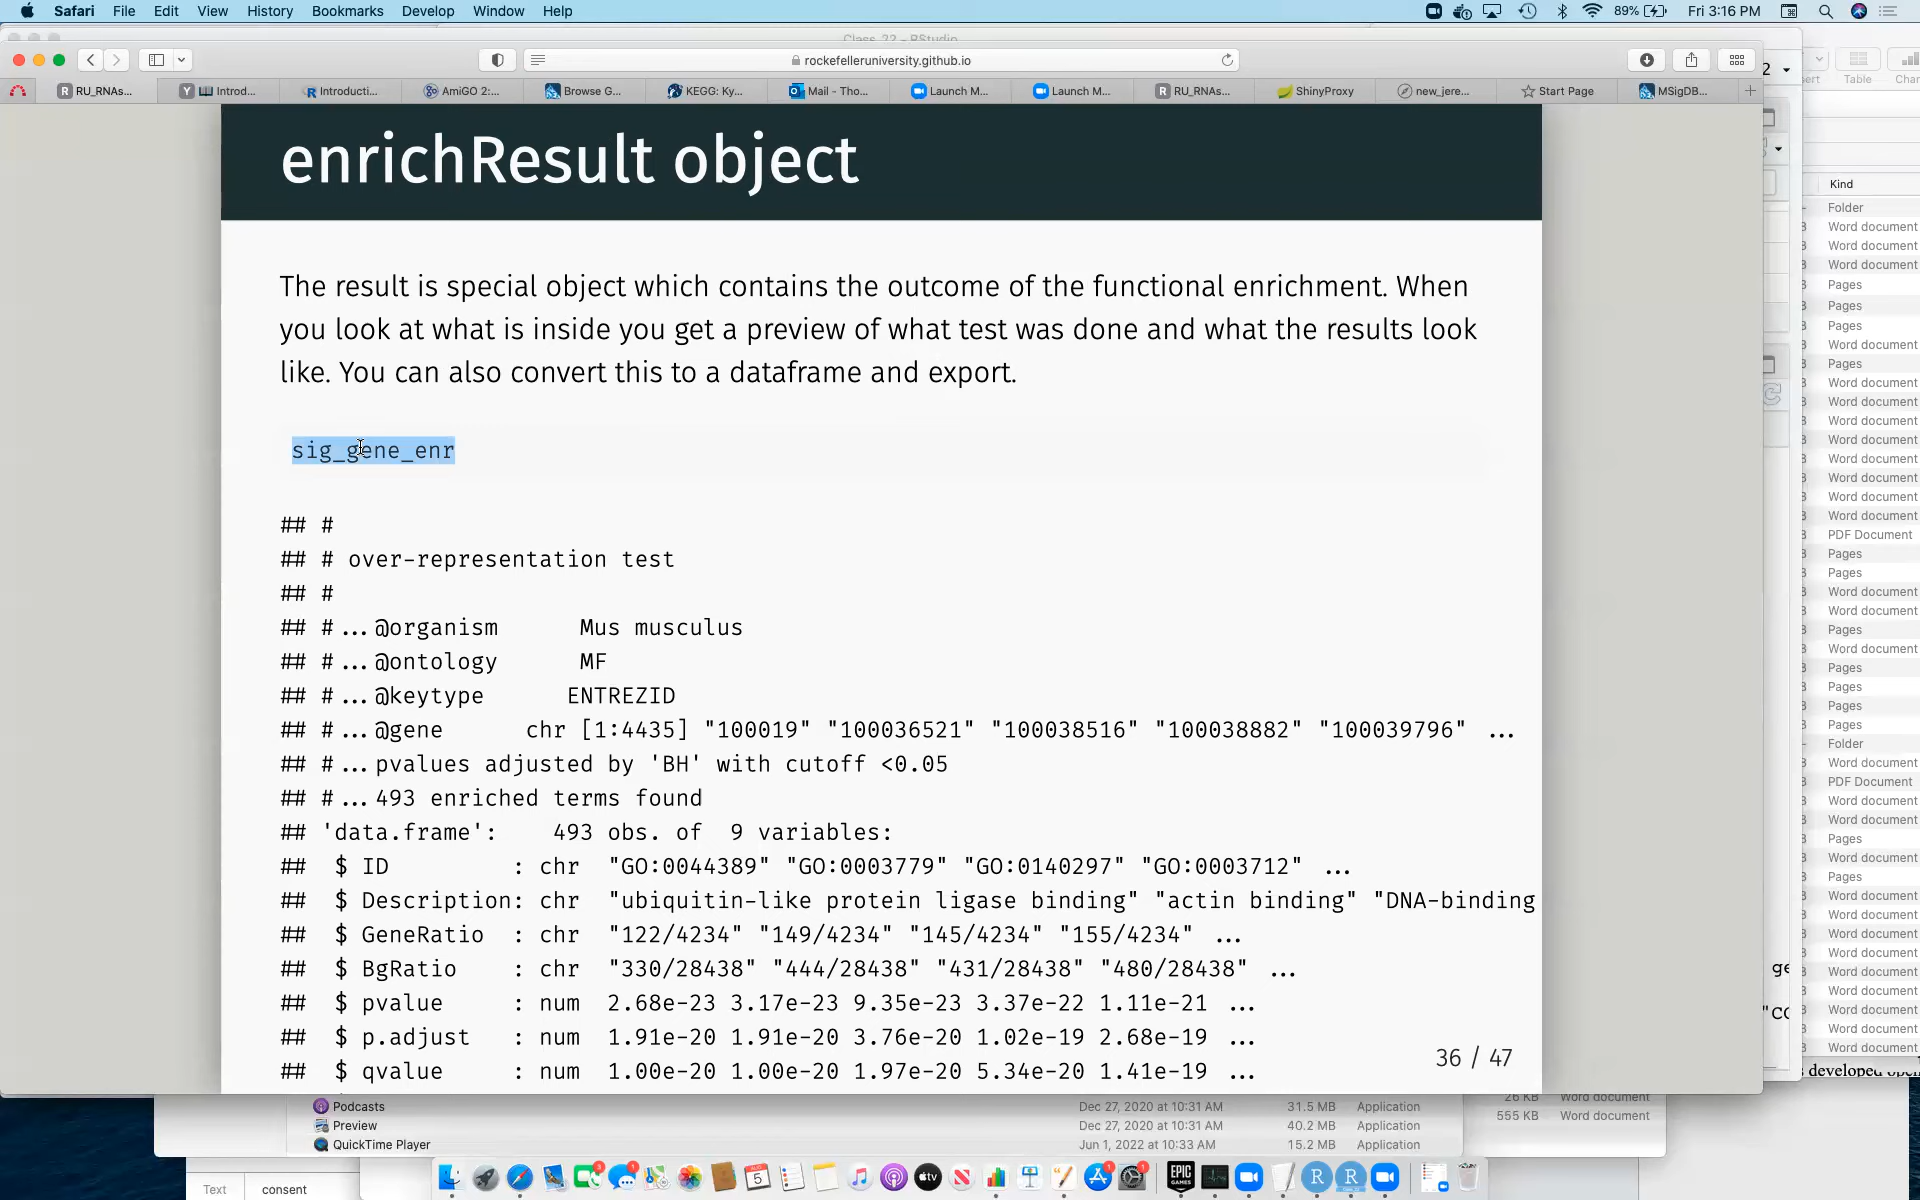 Safari File Edit View History Bookmarks Develop Window Help 89% Fri 3:16 PM
rockefelleruniversity.github.io
RU_RNAs... Introd... Introducti... AmiGO 2:... Browse G... KEGG: Ky... Mail - Tho... Launch M... Launch M... RU_RNAs... ShinyProxy new_jere... Start Page MSigDB...
enrichResult object
The result is special object which contains the outcome of the functional enrichment. When
you look at what is inside you get a preview of what test was done and what the results look
like. You can also convert this to a dataframe and export.
sig_gene_enr
## #
## # over-representation test
## #
## #... @organism Mus musculus
## #... @ontology MF
## #... @keytype ENTREZID
## #... @gene chr [1:4435] "100019" "100036521" "100038516" "100038882" "100039796" ...
## #... pvalues adjusted by 'BH' with cutoff <0.05
## #... 493 enriched terms found
## 'data.frame': 493 obs. of 9 variables:
## $ ID : chr "GO:0044389" "GO:0003779" "GO:0140297" "GO:0003712" ...
## $ Description: chr "ubiquitin-like protein ligase binding" "actin binding" "DNA-binding
## $ GeneRatio : chr "122/4234" "149/4234" "145/4234" "155/4234" ...
## $ BgRatio : chr "330/28438" "444/28438" "431/28438" "480/28438" ...
## $ pvalue : num 2.68e-23 3.17e-23 9.35e-23 3.37e-22 1.11e-21 ...
## $ p.adjust : num 1.91e-20 1.91e-20 3.76e-20 1.02e-19 2.68e-19 ...
## $ qvalue : num 1.00e-20 1.00e-20 1.97e-20 5.34e-20 1.41e-19 ...
36 / 47
Table
Kind
Folder
Word document
Word document
Word document
Pages
Pages
Pages
Word document
Pages
Word document
Word document
Word document
Word document
Word document
Word document
Word document
Word document
PDF Document
Pages
Pages
Word document
Word document
Pages
Word document
Pages
Pages
Pages
Pages
Folder
Word document
PDF Document
Word document
Word document
Pages
Word document
Pages
Word document
Word document
Word document
Word document
Word document
Word document
Word document
Word document
Word document
developed
Podcasts Dec 27, 2020 at 10:31 AM 31.5 MB Application
Preview Dec 27, 2020 at 10:31 AM 40.2 MB Application
QuickTime Player Jun 1, 2022 at 10:33 AM 15.2 MB Application
26 KB Word document
555 KB Word document
Text consent